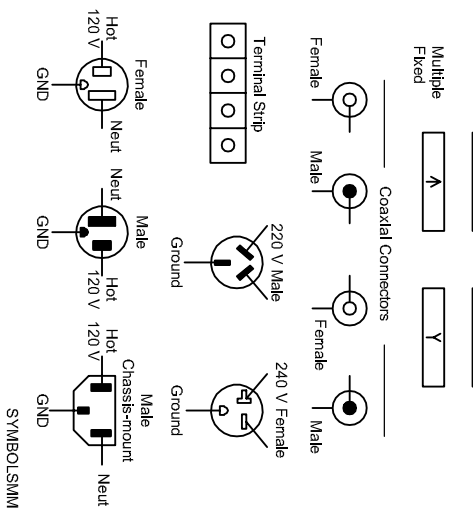 Multiple
Fixed
Coaxial Connectors
Female
Male
Female
Male
Terminal Strip
220 V Male
Ground
240 V Female
Ground
Female
Hot
120 V
Neut
GND
Male
Neut
Hot
120 V
GND
Male
Chassis-mount
Hot
120 V
Neut
GND
SYMBOLSMM